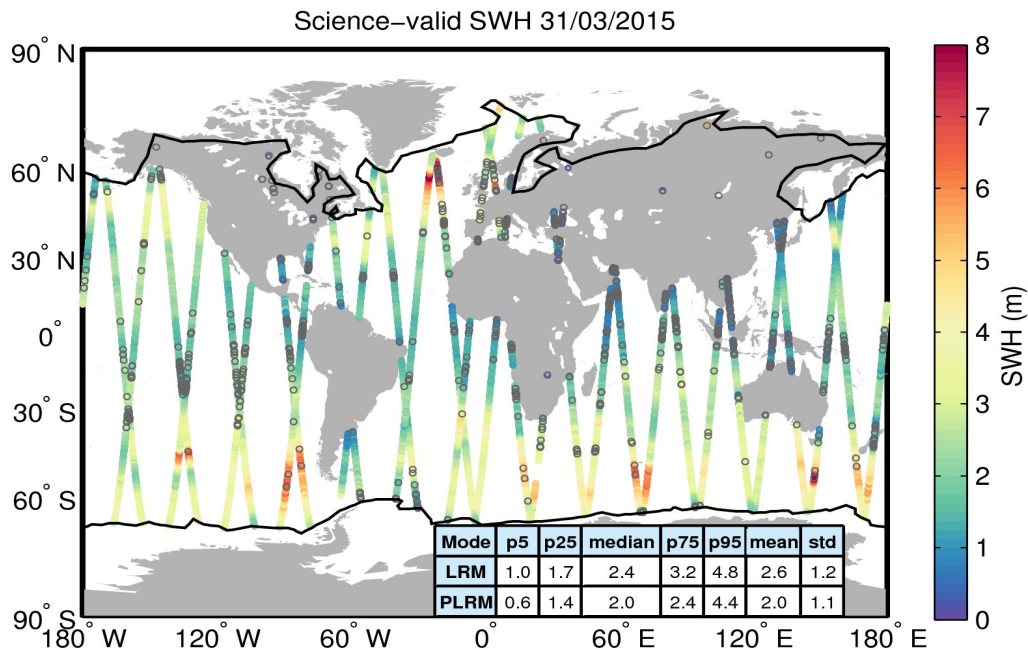 Science-valid SWH 31/03/2015
90° N
60° N
30° N
0°
30° S
60° S
90° S
180° W
120° W
60° W
0°
60° E
120° E
180° E
Mode p5 p25 median p75 p95 mean std
LRM 1.0 1.7 2.4 3.2 4.8 2.6 1.2
PLRM 0.6 1.4 2.0 2.4 4.4 2.0 1.1
8
7
6
5
4
3
2
1
0
SWH (m)